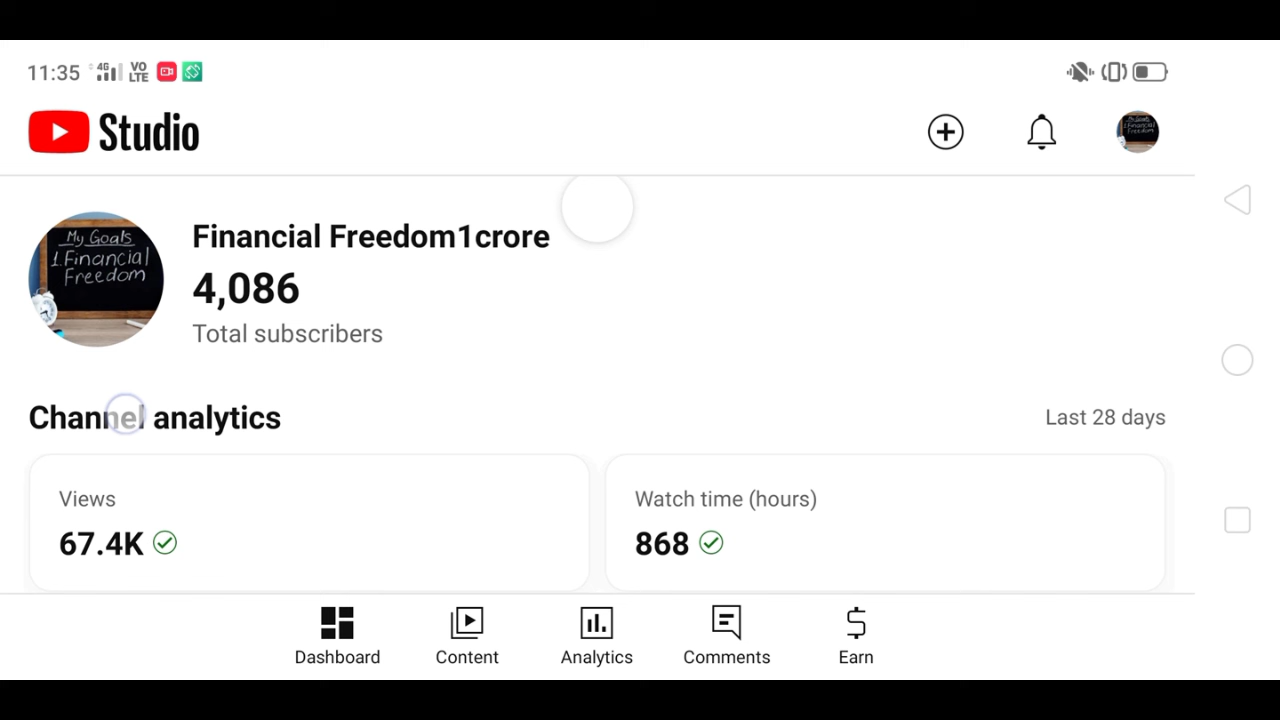 11:35 4G VO LTE
Studio
My Goals
1.Financial
Freedom
Financial Freedom1crore
4,086
Total subscribers
Channel analytics
Last 28 days
Views
67.4K
Watch time (hours)
868
Dashboard
Content
Analytics
Comments
Earn